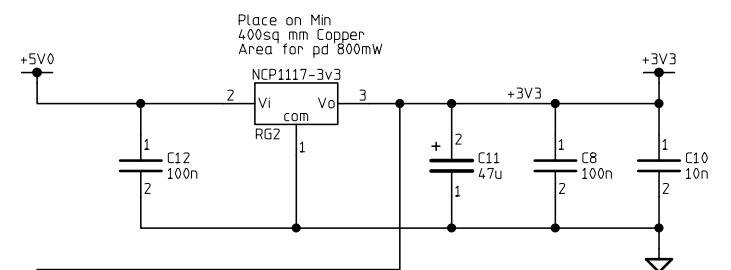 Place on Min
400sq mm Copper
Area for pd 800mW
+5V0
+3V3
NCP1117-3v3
2
Vi
Vo
3
+3V3
com
RG2
1
1
C12
100n
2
+
2
C11
47u
1
1
C8
100n
2
1
C10
10n
2